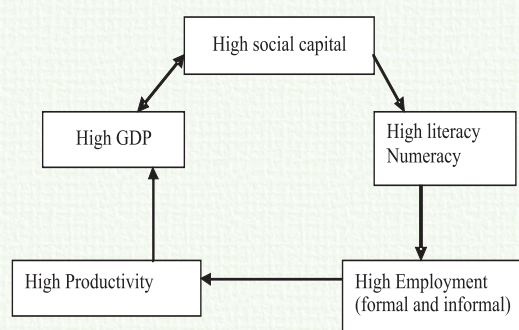 High social capital
High GDP
High literacy
Numeracy
High Productivity
High Employment
(formal and informal)